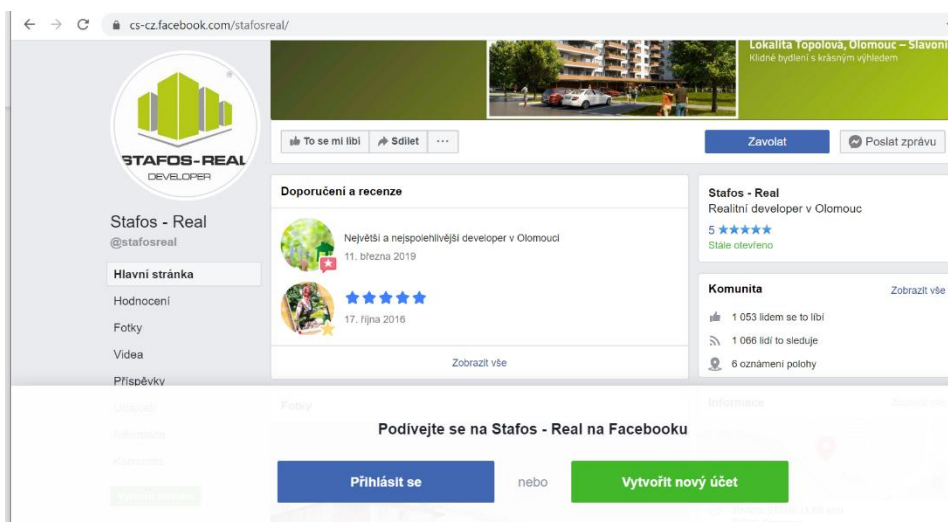 cs-cz.facebook.com/stafosreal/
Lokalita Topolová, Olomouc – Slavoní
Klidné bydlení s krásným výhledem
STAFOS-REAL
DEVELOPER
To se mi líbí
Sdílet
Zavolat
Poslat zprávu
Stafos - Real
@stafosreal
Hlavní stránka
Hodnocení
Fotky
Videa
Příspěvky
Doporučení a recenze
Největší a nejspolehlivější developer v Olomouci
11. března 2019
17. října 2016
Zobrazit vše
Stafos - Real
Realitní developer v Olomouc
5
Stále otevřeno
Komunita
Zobrazit vše
1 053 lidem se to líbí
1 066 lidí to sleduje
6 oznámení polohy
Fotky
Informace
Podívejte se na Stafos - Real na Facebooku
Přihlásit se
nebo
Vytvořit nový účet